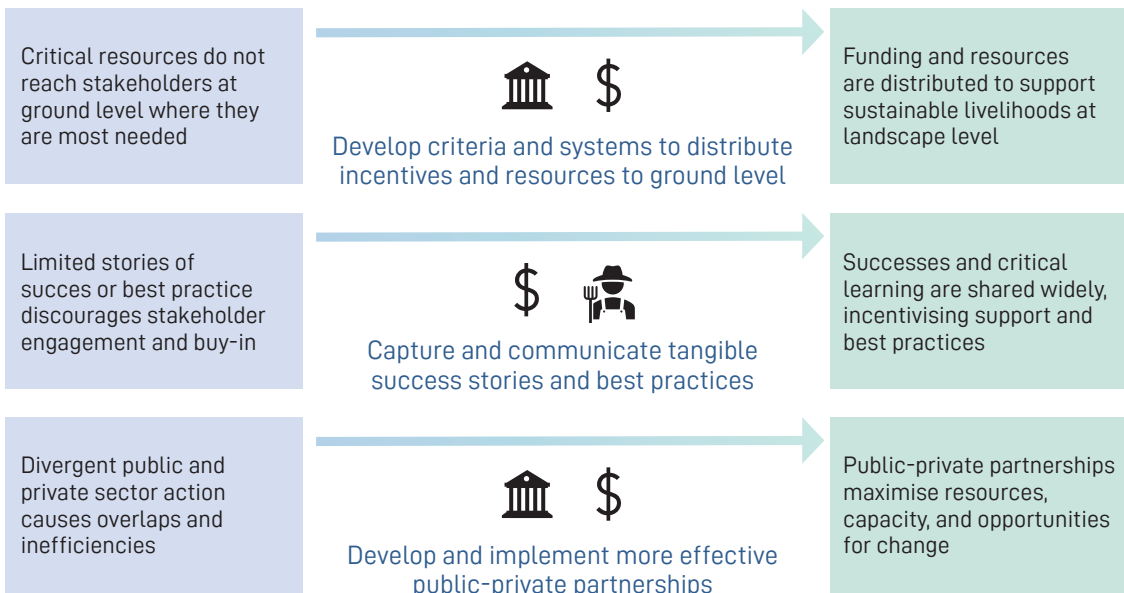 Critical resources do not
reach stakeholders at
ground level where they
are most needed
Develop criteria and systems to distribute
incentives and resources to ground level
Funding and resources
are distributed to support
sustainable livelihoods at
landscape level
Limited stories of
succes or best practice
discourages stakeholder
engagement and buy-in
Capture and communicate tangible
success stories and best practices
Successes and critical
learning are shared widely,
incentivising support and
best practices
Divergent public and
private sector action
causes overlaps and
inefficiencies
Develop and implement more effective
public-private partnerships
Public-private partnerships
maximise resources,
capacity, and opportunities
for change